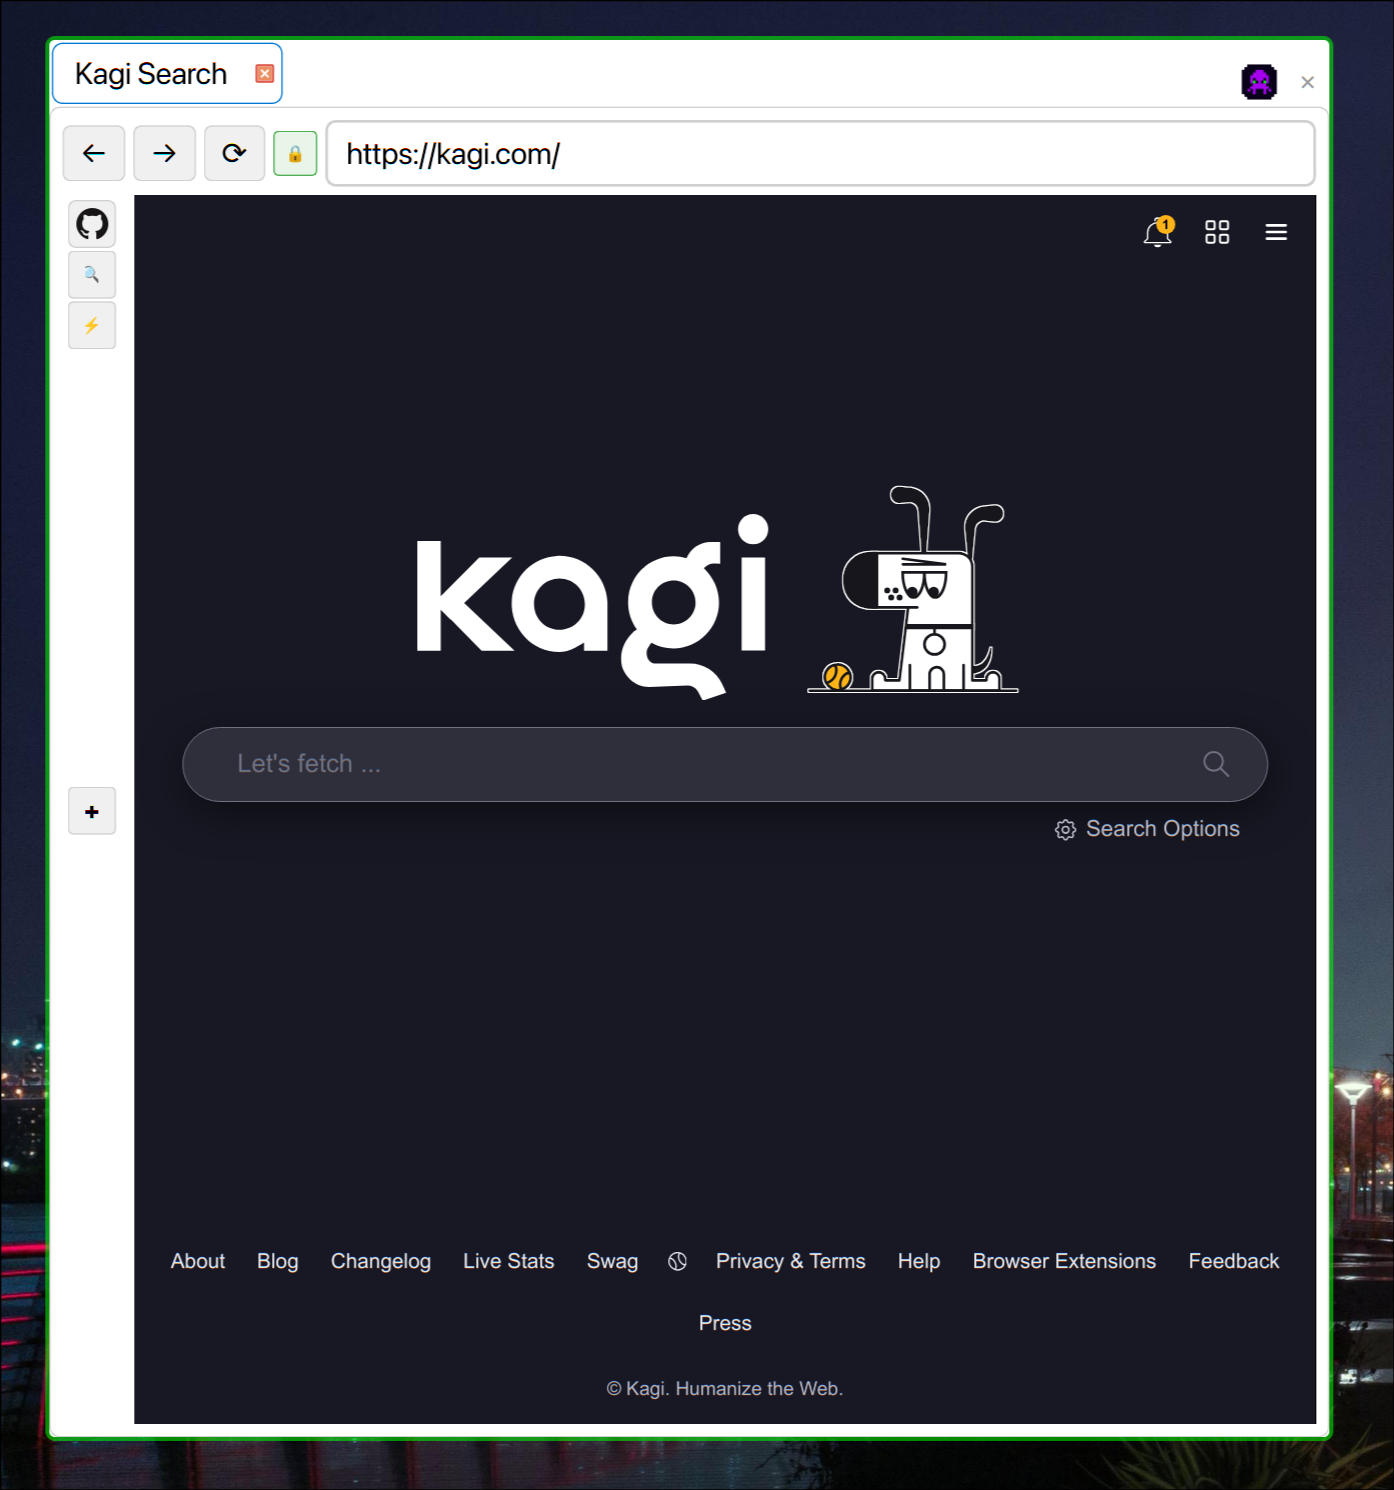 Kagi Search
https://kagi.com/
1
kagi
Let's fetch ...
Search Options
About Blog Changelog Live Stats Swag Privacy & Terms Help Browser Extensions Feedback
Press
© Kagi. Humanize the Web.